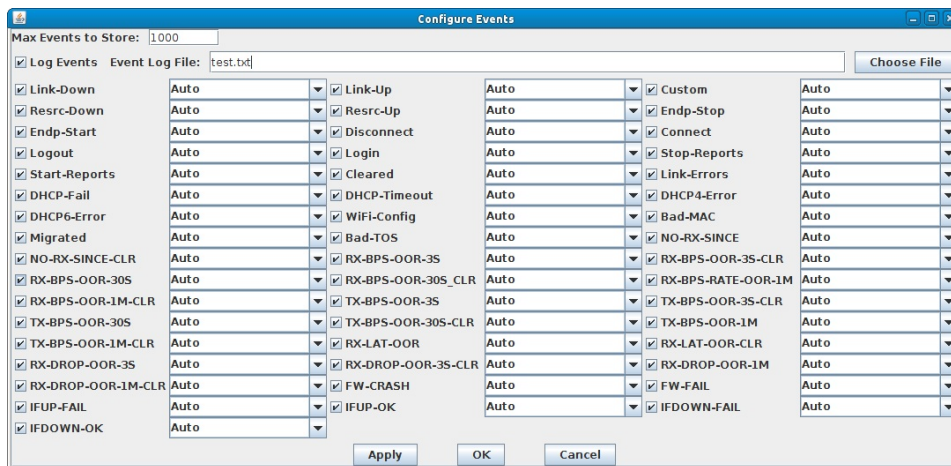 Configure Events
Max Events to Store: 1000
Log Events Event Log File: test.txt Choose File
Link-Down Auto Link-Up Auto Custom Auto
Resrc-Down Auto Resrc-Up Auto Endp-Stop Auto
Endp-Start Auto Disconnect Auto Connect Auto
Logout Auto Login Auto Stop-Reports Auto
Start-Reports Auto Cleared Auto Link-Errors Auto
DHCP-Fail Auto DHCP-Timeout Auto DHCP4-Error Auto
DHCP6-Error Auto WiFi-Config Auto Bad-MAC Auto
Migrated Auto Bad-TOS Auto NO-RX-SINCE Auto
NO-RX-SINCE-CLR Auto RX-BPS-OOR-3S Auto RX-BPS-OOR-3S-CLR Auto
RX-BPS-OOR-30S Auto RX-BPS-OOR-30S_CLR Auto RX-BPS-RATE-OOR-1M Auto
RX-BPS-OOR-1M-CLR Auto TX-BPS-OOR-3S Auto TX-BPS-OOR-3S-CLR Auto
TX-BPS-OOR-30S Auto TX-BPS-OOR-30S-CLR Auto TX-BPS-OOR-1M Auto
TX-BPS-OOR-1M-CLR Auto RX-LAT-OOR Auto RX-LAT-OOR-CLR Auto
RX-DROP-OOR-3S Auto RX-DROP-OOR-3S-CLR Auto RX-DROP-OOR-1M Auto
RX-DROP-OOR-1M-CLR Auto FW-CRASH Auto FW-FAIL Auto
IFUP-FAIL Auto IFUP-OK Auto IFDOWN-FAIL Auto
IFDOWN-OK Auto
Apply OK Cancel